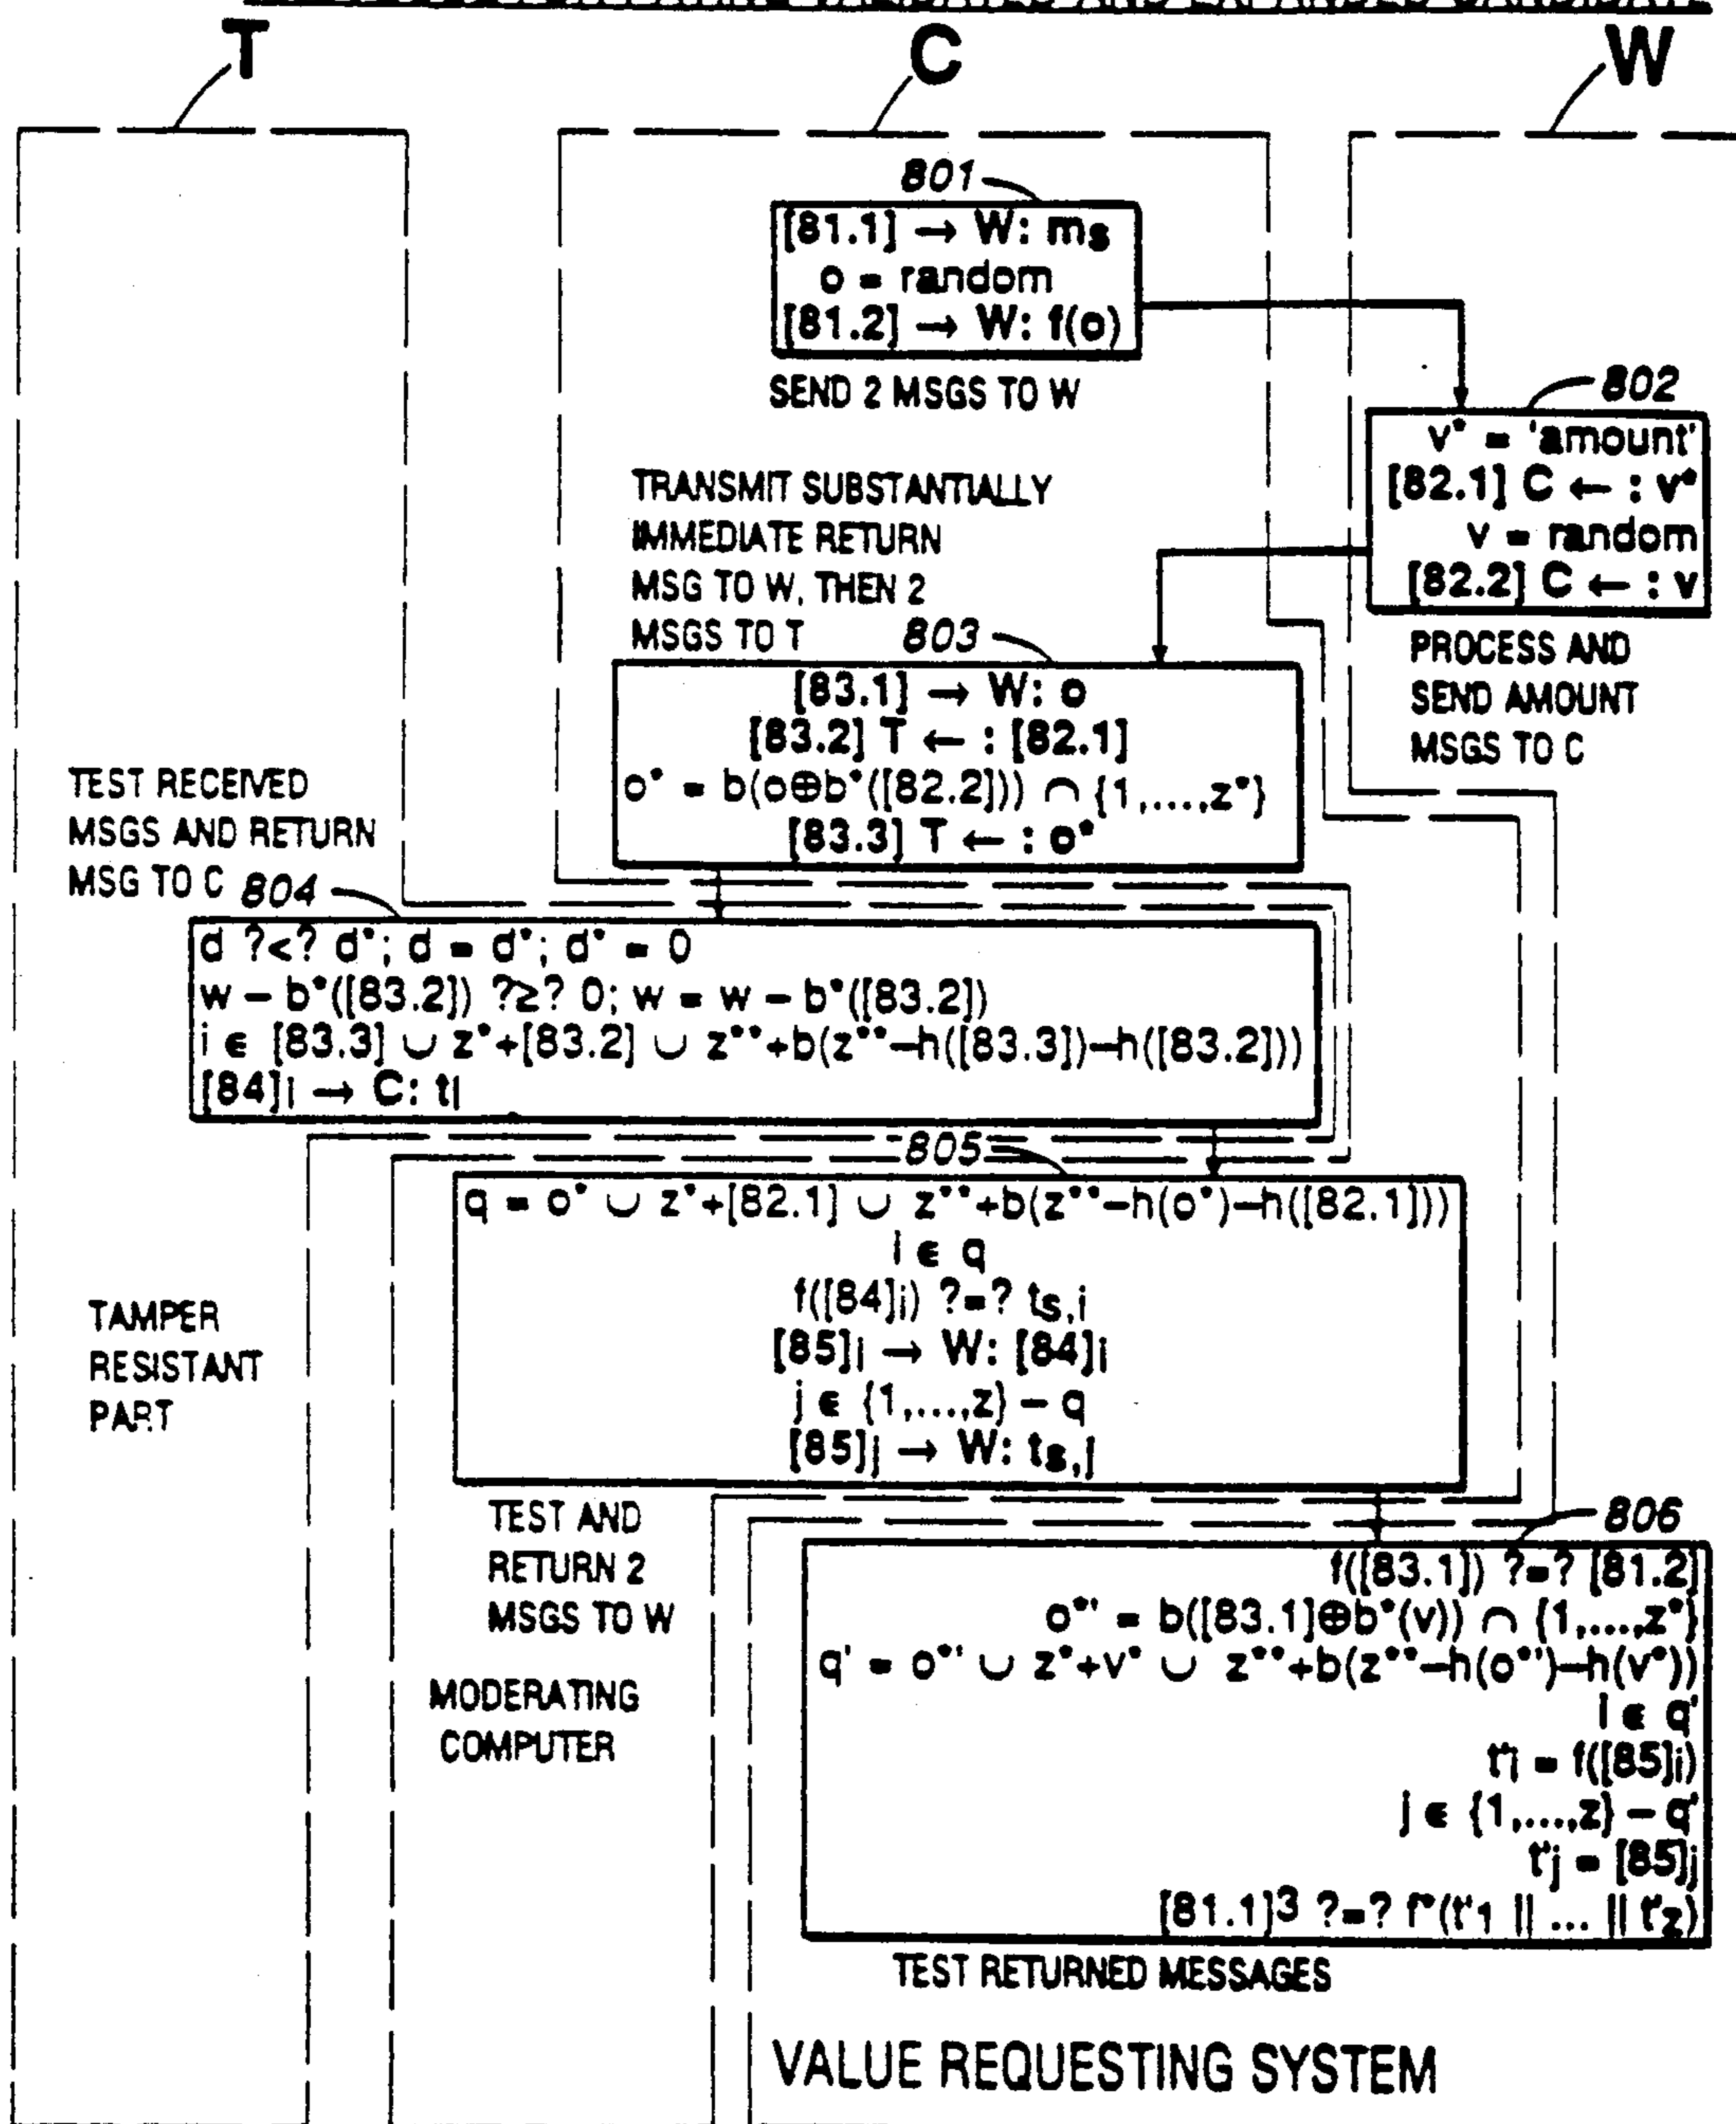 T
C
W
801
[81.1] → W: ms
o = random
[81.2] → W: f(o)
SEND 2 MSGS TO W
802
v* = 'amount'
[82.1] C ← : v*
v = random
[82.2] C ← : v
PROCESS AND
SEND AMOUNT
MSGS TO C
TRANSMIT SUBSTANTIALLY
IMMEDIATE RETURN
MSG TO W, THEN 2
MSGS TO T
803
[83.1] → W: o
[83.2] T ← : [82.1]
o* = b(o⊕b*([82.2])) ∩ {1,...,z*}
[83.3] T ← : o*
TEST RECEIVED
MSGS AND RETURN
MSG TO C
804
d ?<? d*; d = d*; d* = 0
w – b*([83.2]) ?≥? 0; w = w – b*([83.2])
i ∈ [83.3] ∪ z*+[83.2] ∪ z**+b(z**–h([83.3])–h([83.2]))
[84]i → C: ti
805
q = o* ∪ z*+[82.1] ∪ z**+b(z**–h(o*)–h([82.1]))
i ∈ q
f([84]i) ?=? ts,i
[85]i → W: [84]i
j ∈ {1,...,z} – q
[85]j → W: ts,j
TAMPER
RESISTANT
PART
TEST AND
RETURN 2
MSGS TO W
MODERATING
COMPUTER
806
f([83.1]) ?=? [81.2]
o*' = b([83.1]⊕b*(v)) ∩ {1,...,z*}
q' = o*' ∪ z*+v* ∪ z**+b(z**–h(o*')–h(v*))
i ∈ q'
t'i = f([85]i)
j ∈ {1,...,z} – q'
t'j = [85]j
[81.1]3 ?=? f*(t'1 || ... || t'z)
TEST RETURNED MESSAGES
VALUE REQUESTING SYSTEM